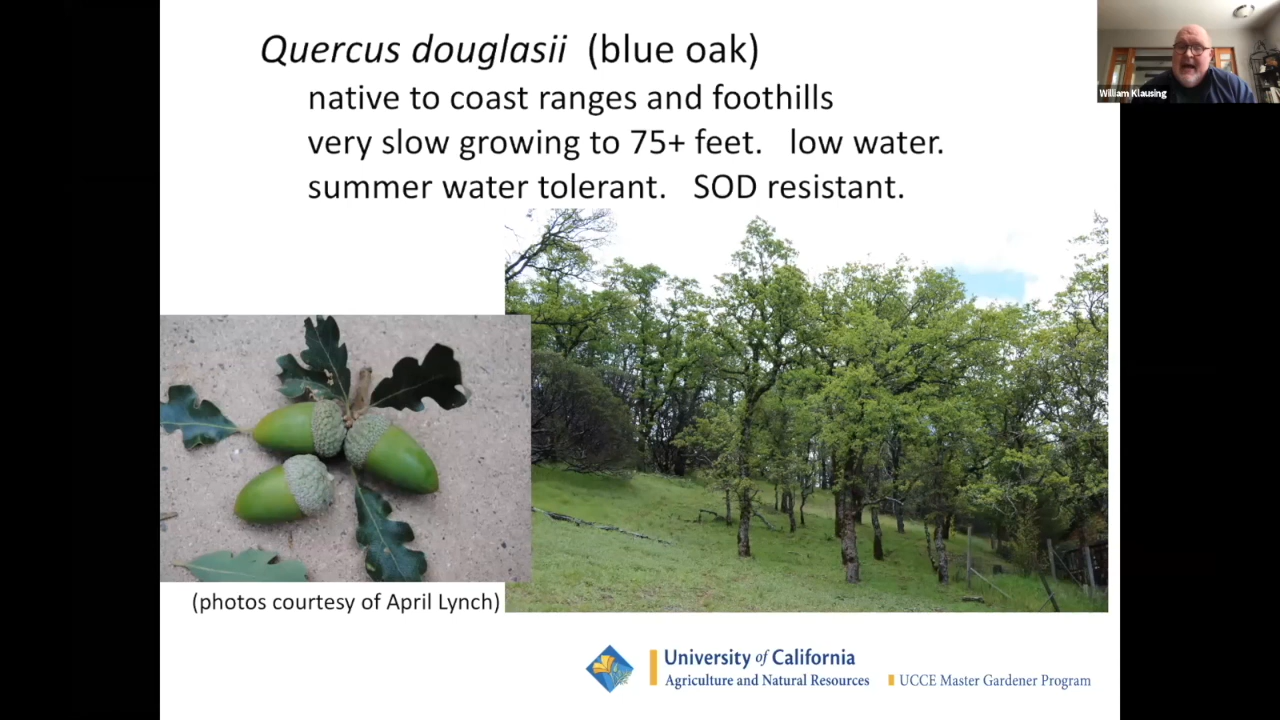 Quercus douglasii (blue oak)
native to coast ranges and foothills
very slow growing to 75+ feet. low water.
summer water tolerant. SOD resistant.
William Klausing
(photos courtesy of April Lynch)
University of California
Agriculture and Natural Resources
UCCE Master Gardener Program